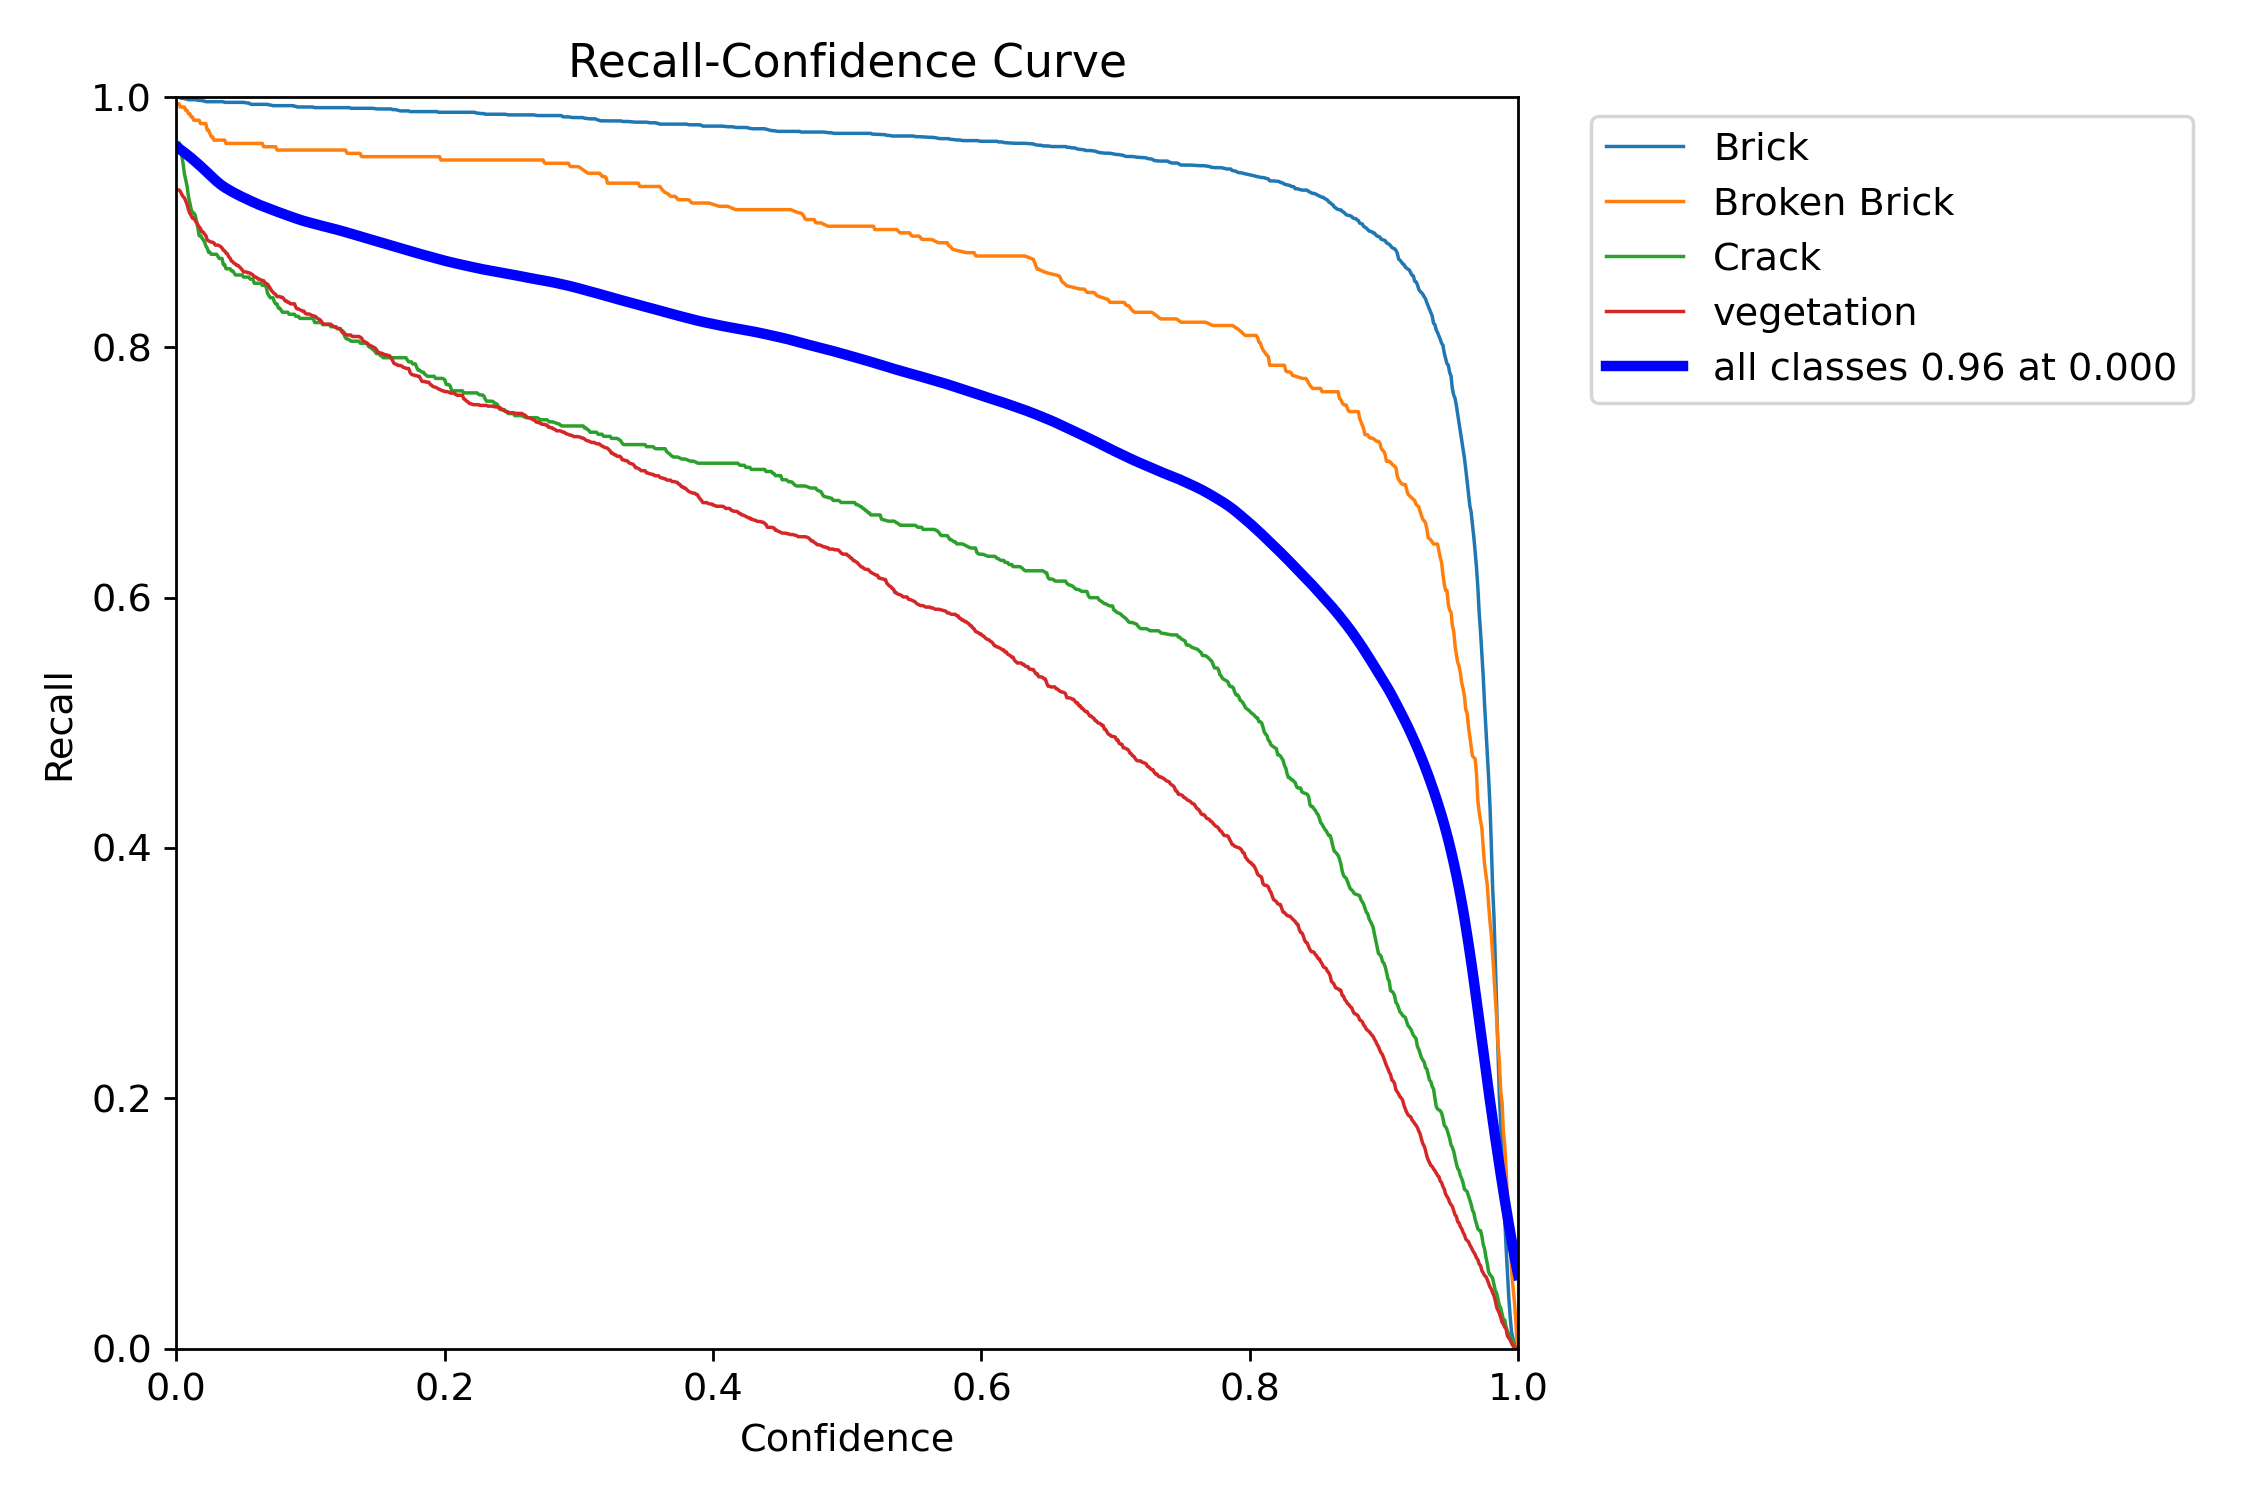 Recall-Confidence Curve
1.0
0.8
0.6
0.4
0.2
0.0
Recall
0.0 0.2 0.4 0.6 0.8 1.0
Confidence
Brick
Broken Brick
Crack
vegetation
all classes 0.96 at 0.000